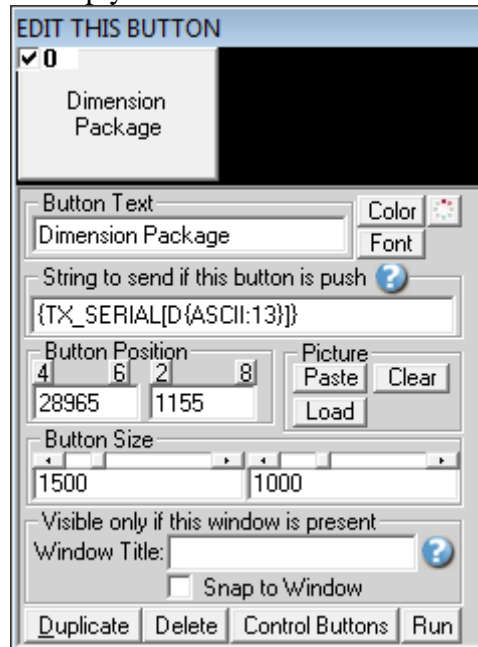 EDIT THIS BUTTON
0
Dimension
Package
Button Text
Color
Dimension Package
Font
String to send if this button is push ?
{TX_SERIAL[D{ASCII:13}]}
Button Position
Picture
4 6 2 8
Paste Clear
28965 1155
Load
Button Size
1500 1000
Visible only if this window is present
Window Title: ?
Snap to Window
Duplicate Delete Control Buttons Run